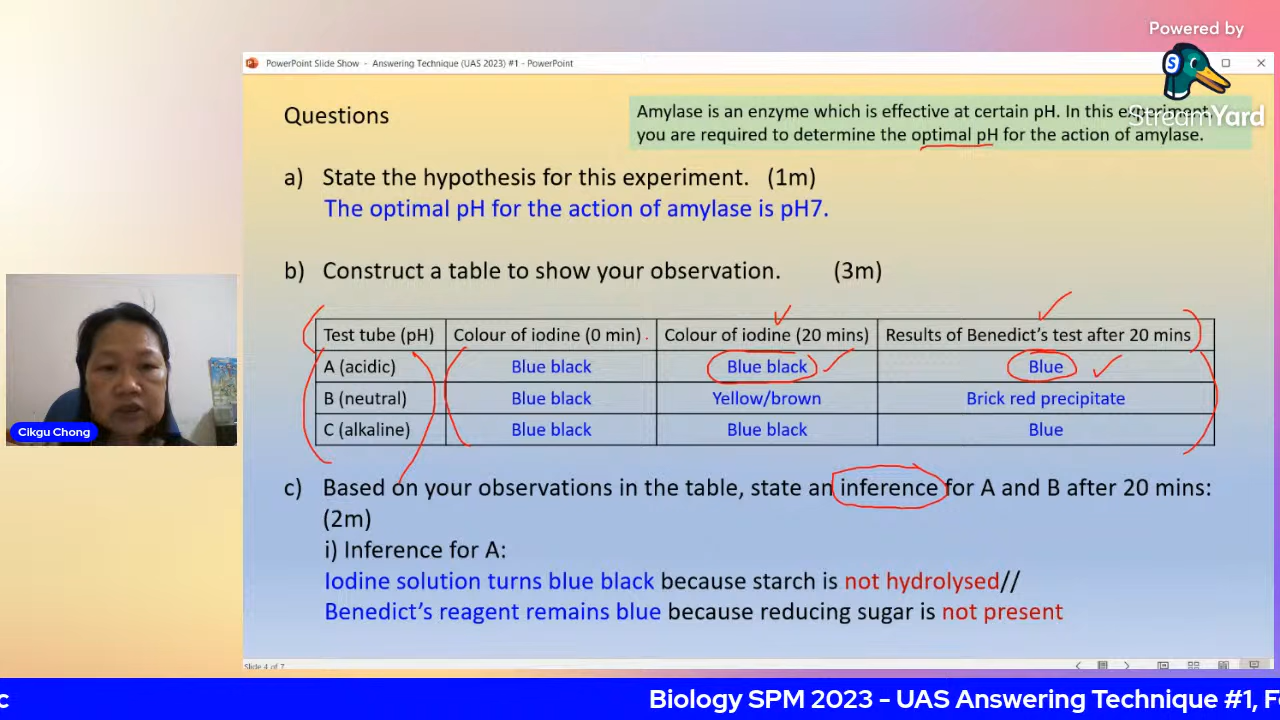 Powered by
StreamYard
PowerPoint Slide Show - Answering Technique (UAS 2023) #1 - PowerPoint
Questions
Amylase is an enzyme which is effective at certain pH. In this experiment,
you are required to determine the optimal pH for the action of amylase.
a) State the hypothesis for this experiment. (1m)
The optimal pH for the action of amylase is pH7.
b) Construct a table to show your observation. (3m)
Test tube (pH) Colour of iodine (0 min) Colour of iodine (20 mins) Results of Benedict's test after 20 mins
A (acidic) Blue black Blue black Blue
B (neutral) Blue black Yellow/brown Brick red precipitate
C (alkaline) Blue black Blue black Blue
c) Based on your observations in the table, state an inference for A and B after 20 mins:
(2m)
i) Inference for A:
Iodine solution turns blue black because starch is not hydrolysed//
Benedict's reagent remains blue because reducing sugar is not present
Slide 4 of 7
Cikgu Chong
c Biology SPM 2023 - UAS Answering Technique #1, F